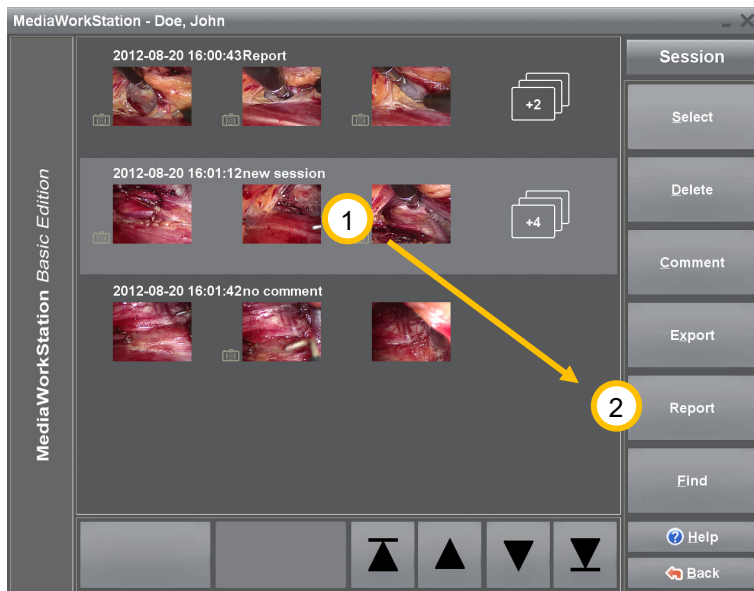 MediaWorkStation - Doe, John
MediaWorkStation Basic Edition
2012-08-20 16:00:43Report
+2
2012-08-20 16:01:12new session
1
+4
2012-08-20 16:01:42no comment
2
Session
Select
Delete
Comment
Export
Report
Find
Help
Back